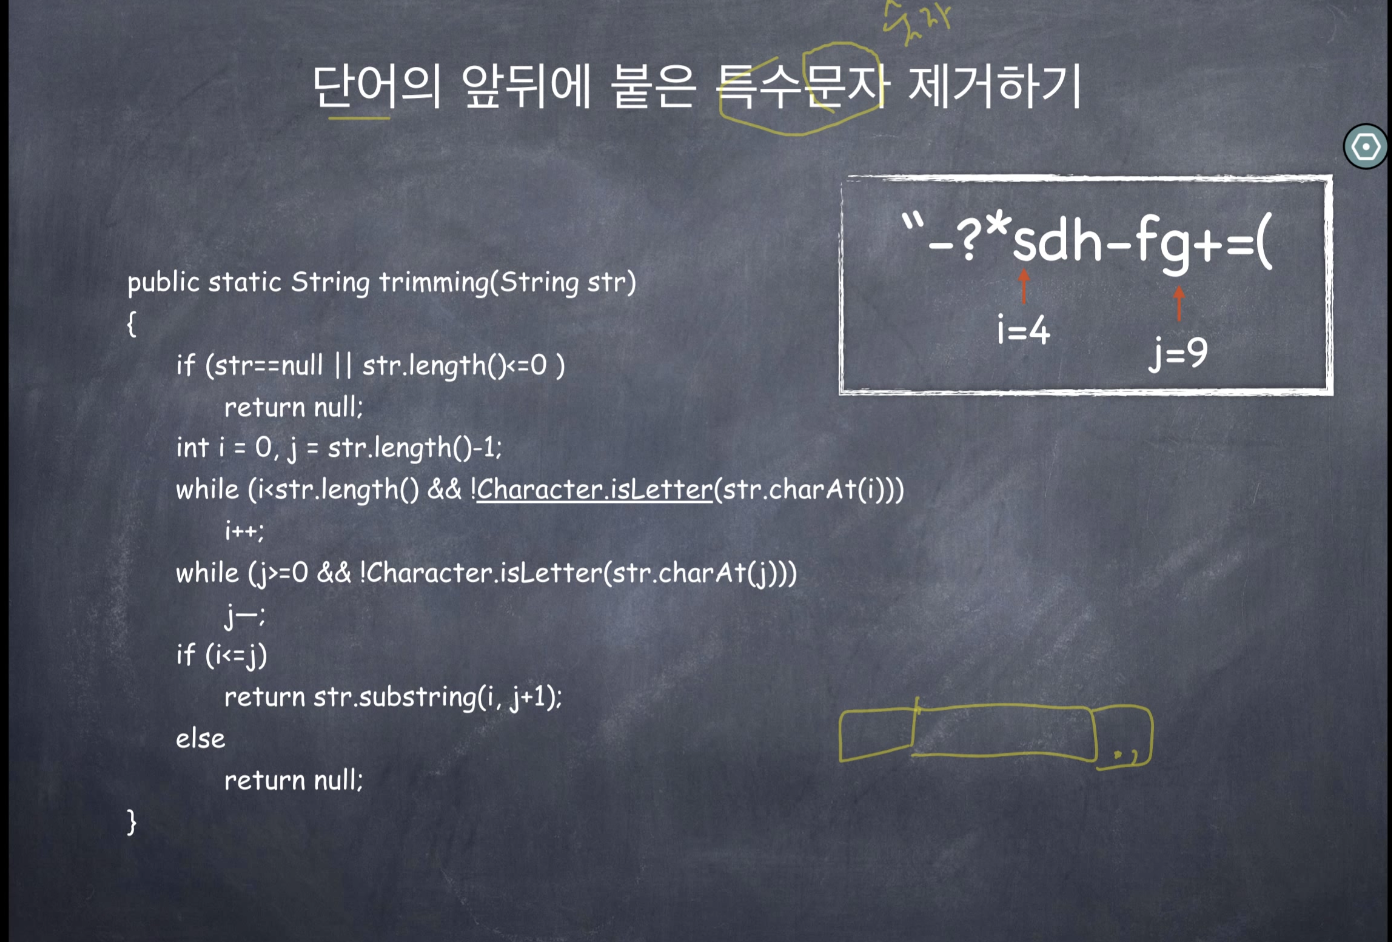 숫자
단어의 앞뒤에 붙은 특수문자 제거하기
“-?*sdh-fg+=(
i=4
j=9
public static String trimming(String str)
{
if (str==null || str.length()<=0 )
return null;
int i = 0, j = str.length()-1;
while (i<str.length() && !Character.isLetter(str.charAt(i)))
i++;
while (j>=0 && !Character.isLetter(str.charAt(j)))
j—;
if (i<=j)
return str.substring(i, j+1);
else
return null;
}